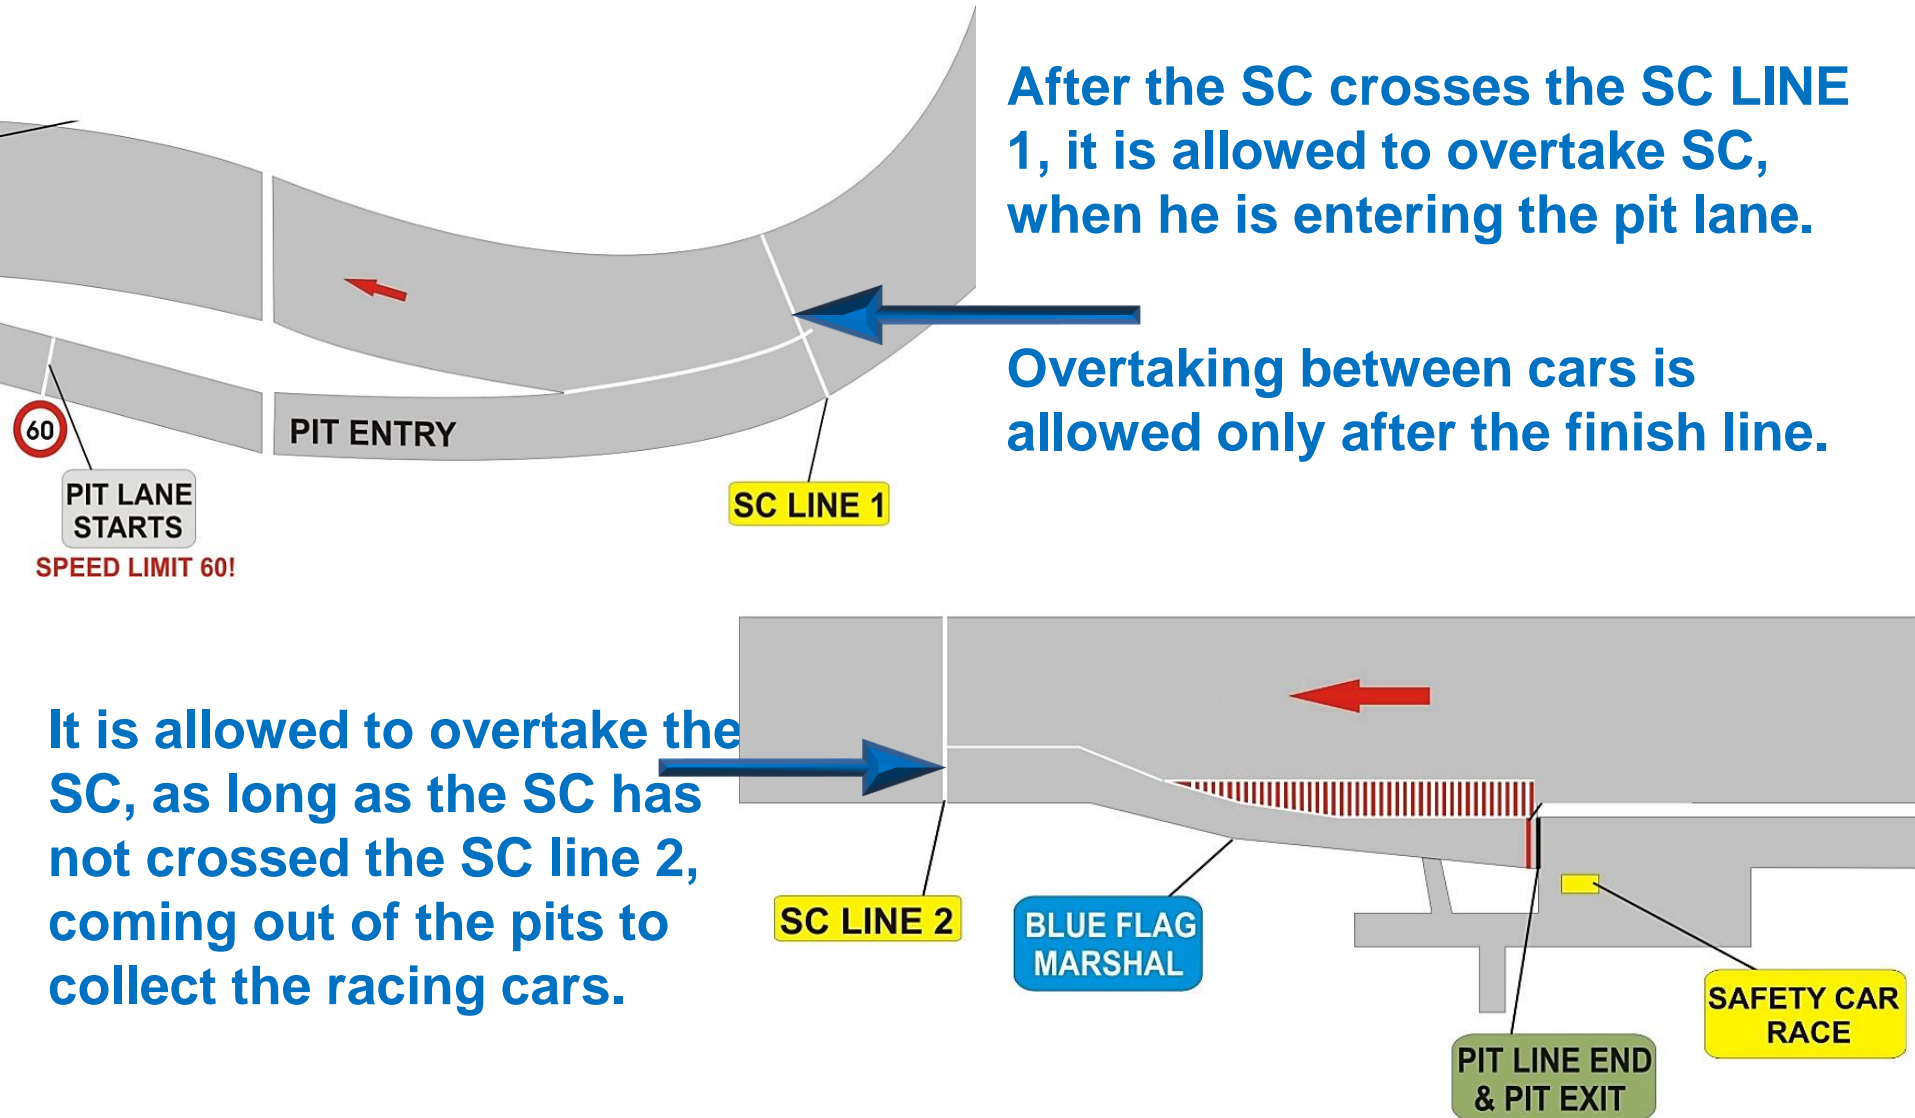 After the SC crosses the SC LINE
1, it is allowed to overtake SC,
when he is entering the pit lane.
Overtaking between cars is
allowed only after the finish line.
60
PIT ENTRY
PIT LANE
STARTS
SPEED LIMIT 60!
SC LINE 1
It is allowed to overtake the
SC, as long as the SC has
not crossed the SC line 2,
coming out of the pits to
collect the racing cars.
SC LINE 2
BLUE FLAG
MARSHAL
SAFETY CAR
RACE
PIT LINE END
& PIT EXIT